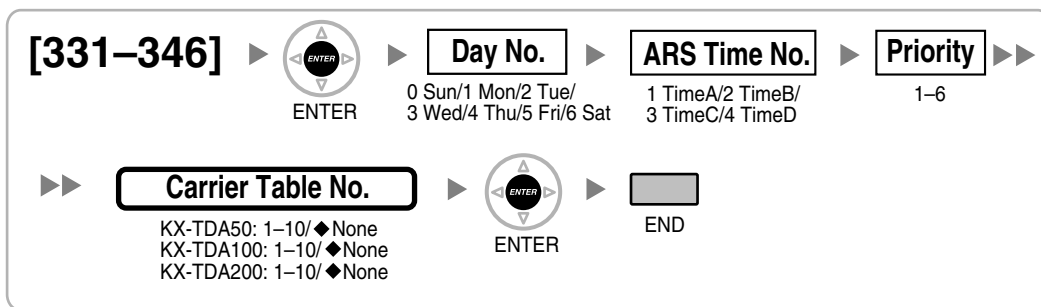 [331–346] ENTER Day No. ARS Time No. Priority
ENTER 0 Sun/1 Mon/2 Tue/ 1 TimeA/2 TimeB/ 1–6
3 Wed/4 Thu/5 Fri/6 Sat 3 TimeC/4 TimeD
Carrier Table No. ENTER
KX-TDA50: 1–10/◆None ENTER END
KX-TDA100: 1–10/◆None
KX-TDA200: 1–10/◆None